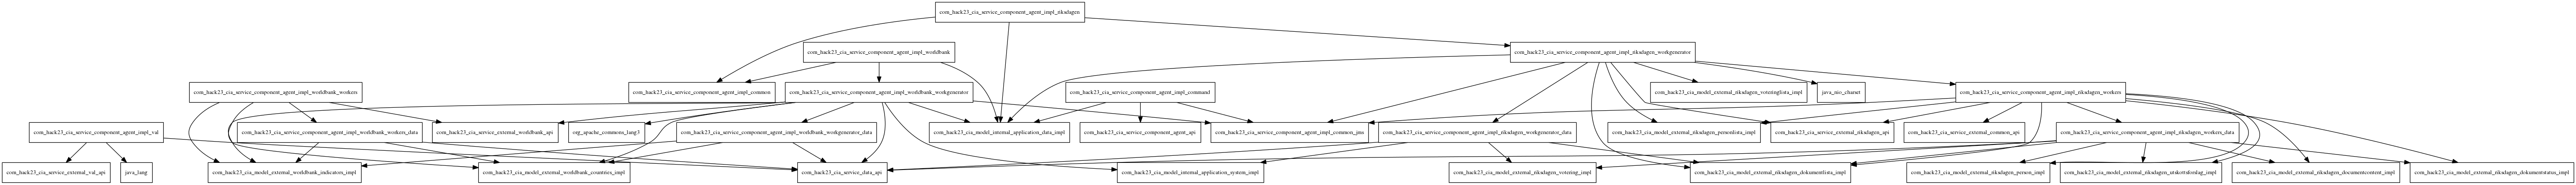 com_hack23_cia_service_component_agent_impl_riksdagen
com_hack23_cia_service_component_agent_impl_worldbank
com_hack23_cia_service_component_agent_impl_riksdagen_workgenerator
com_hack23_cia_service_component_agent_impl_worldbank_workers
com_hack23_cia_service_component_agent_impl_common
com_hack23_cia_service_component_agent_impl_worldbank_workgenerator
com_hack23_cia_service_component_agent_impl_command
com_hack23_cia_model_external_riksdagen_voteringlista_impl
java_nio_charset
com_hack23_cia_service_component_agent_impl_riksdagen_workers
com_hack23_cia_service_component_agent_impl_val
com_hack23_cia_service_component_agent_impl_worldbank_workers_data
com_hack23_cia_service_external_worldbank_api
org_apache_commons_lang3
com_hack23_cia_service_component_agent_impl_worldbank_workgenerator_data
com_hack23_cia_model_internal_application_data_impl
com_hack23_cia_service_component_agent_api
com_hack23_cia_service_component_agent_impl_common_jms
com_hack23_cia_service_component_agent_impl_riksdagen_workgenerator_data
com_hack23_cia_model_external_riksdagen_personlista_impl
com_hack23_cia_service_external_riksdagen_api
com_hack23_cia_service_external_common_api
com_hack23_cia_service_component_agent_impl_riksdagen_workers_data
com_hack23_cia_service_external_val_api
java_lang
com_hack23_cia_model_external_worldbank_indicators_impl
com_hack23_cia_model_external_worldbank_countries_impl
com_hack23_cia_service_data_api
com_hack23_cia_model_internal_application_system_impl
com_hack23_cia_model_external_riksdagen_votering_impl
com_hack23_cia_model_external_riksdagen_dokumentlista_impl
com_hack23_cia_model_external_riksdagen_person_impl
com_hack23_cia_model_external_riksdagen_utskottsforslag_impl
com_hack23_cia_model_external_riksdagen_documentcontent_impl
com_hack23_cia_model_external_riksdagen_dokumentstatus_impl